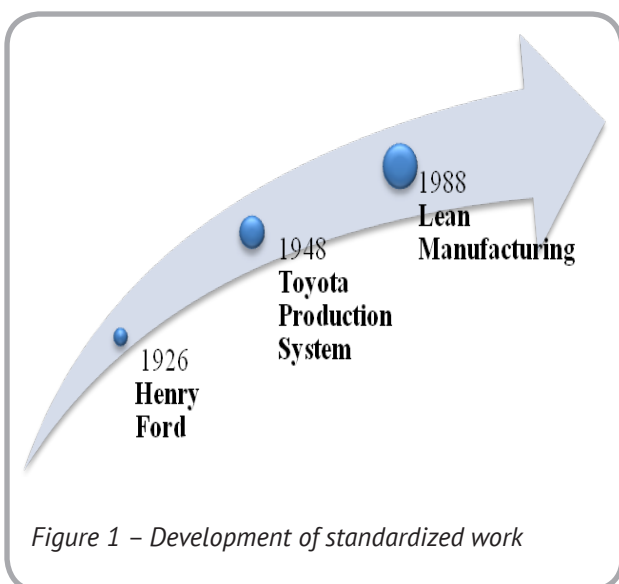 1988
Lean
Manufacturing
1948
Toyota
Production
System
1926
Henry
Ford
Figure 1 – Development of standardized work